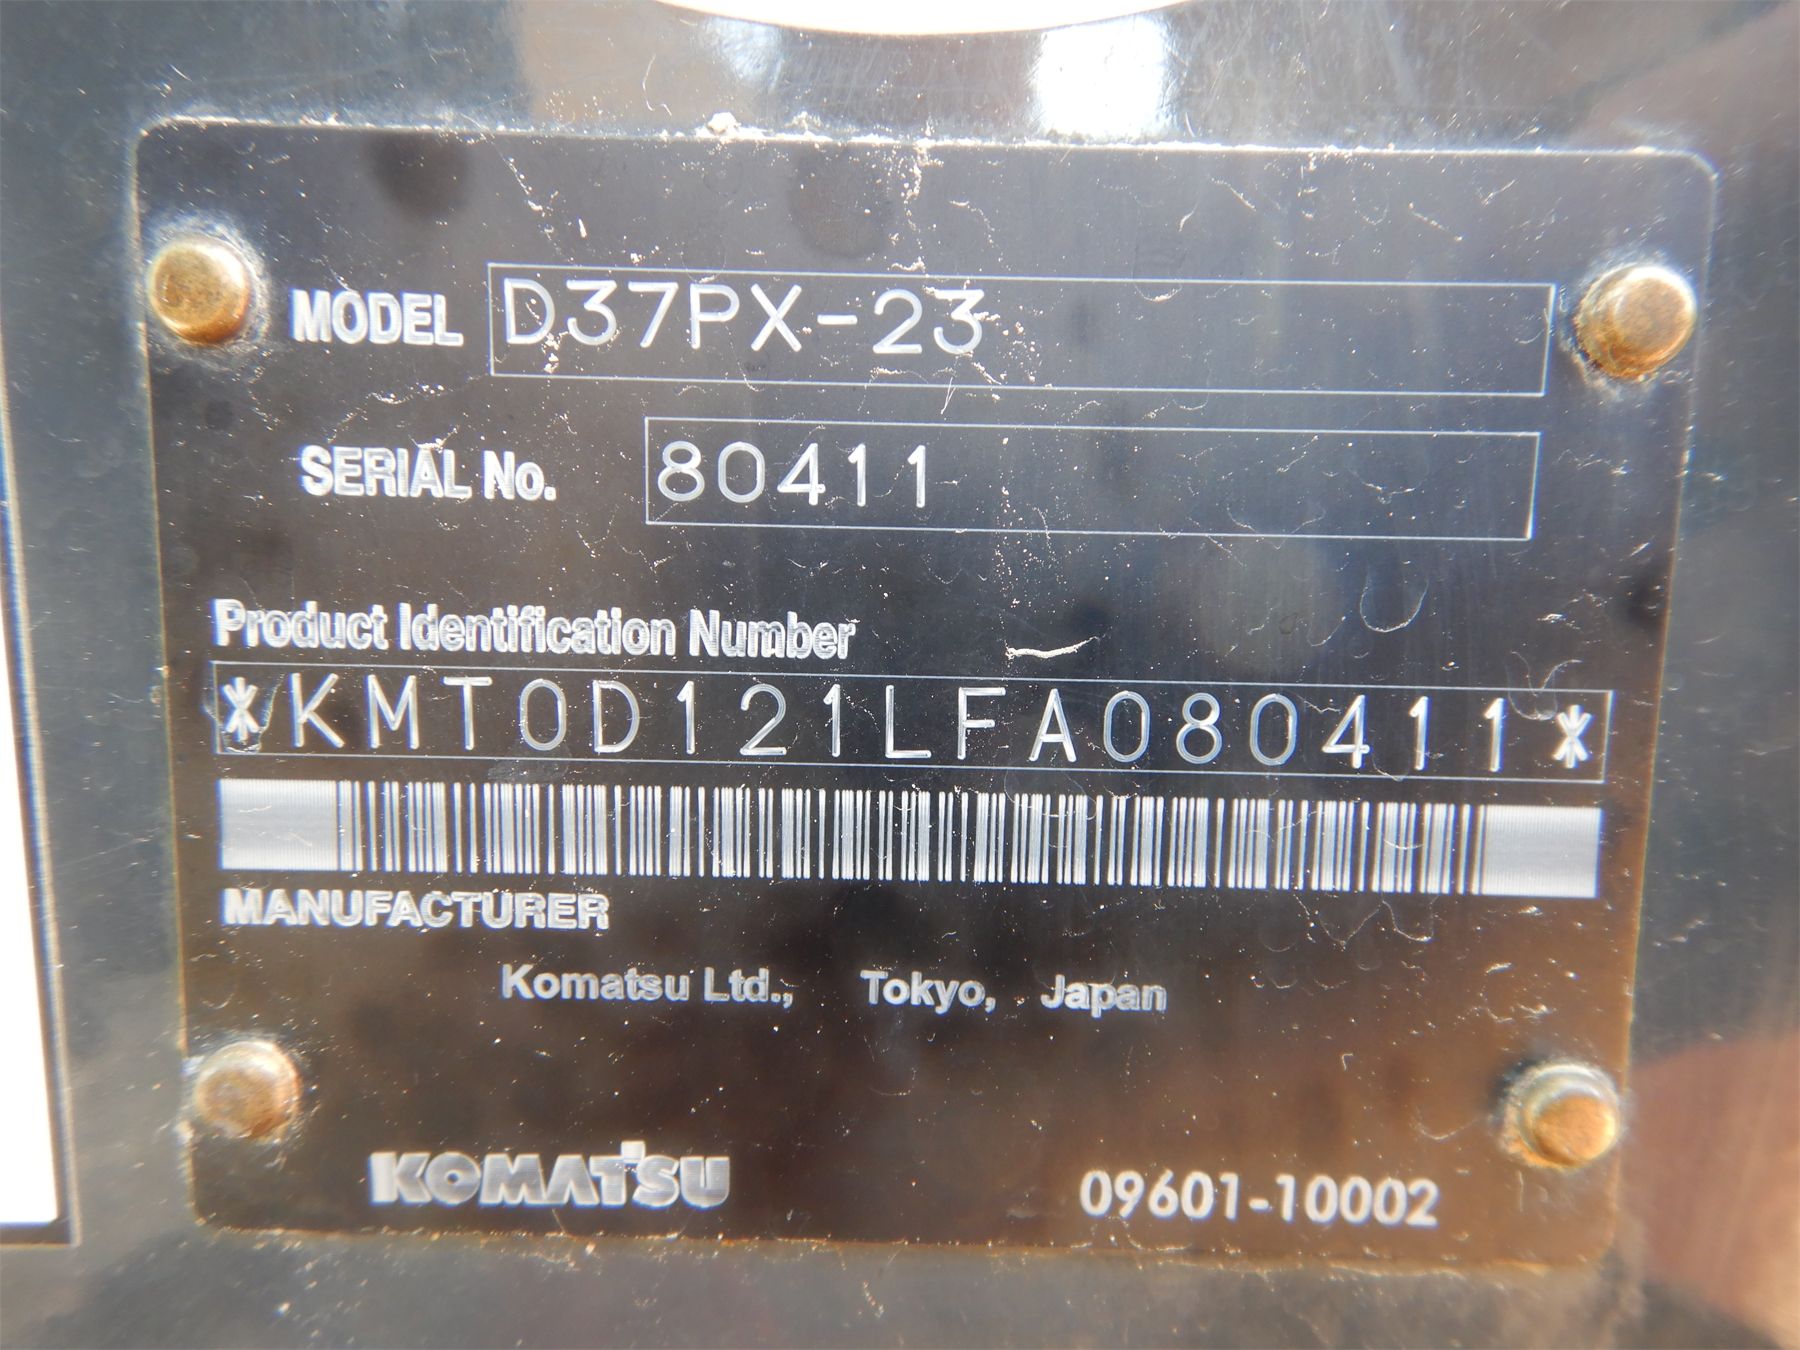 MODEL D37PX-23
SERIAL No. 80411
Product Identification Number
*KMT0D121LFA080411*
MANUFACTURER
Komatsu Ltd., Tokyo, Japan
KOMATSU 09601-10002